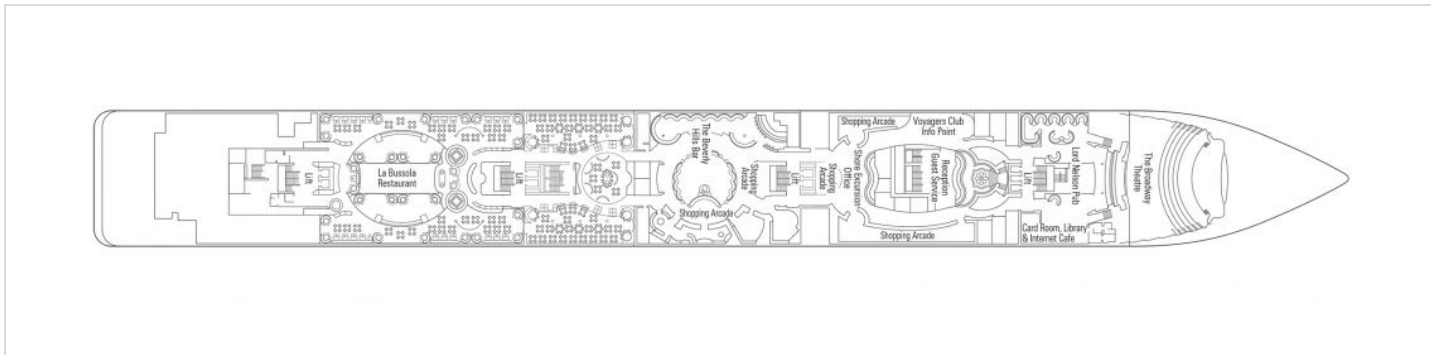 Lift
La Bussola
Restaurant
Lift
The Beverly
Hills Bar
Shopping Arcade
Shopping
Arcade
Lift
Shopping
Arcade
Shore Excursion
Office
Shopping Arcade
Voyagers Club
Info Point
Reception
Guest Service
Shopping Arcade
Lift
Lord Nelson Pub
Card Room, Library
& Internet Cafe
The Broadway
Theatre